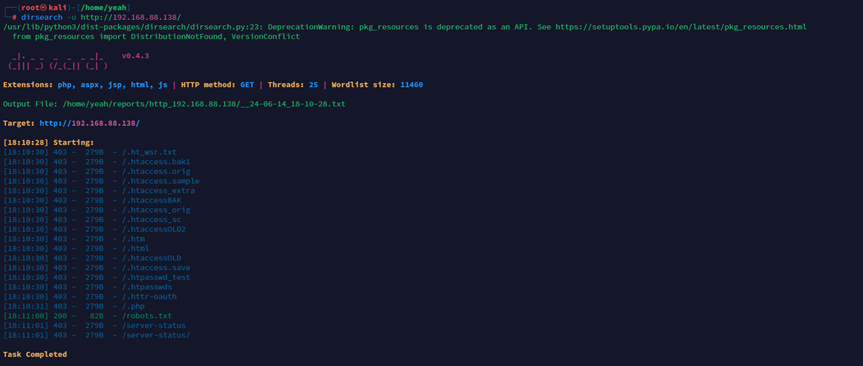 ┌──(root㉿kali)-[/home/yeah]
└─# dirsearch -u http://192.168.88.138/
/usr/lib/python3/dist-packages/dirsearch/dirsearch.py:23: DeprecationWarning: pkg_resources is deprecated as an API. See https://setuptools.pypa.io/en/latest/pkg_resources.html
from pkg_resources import DistributionNotFound, VersionConflict
_|. _ _ _ _ _ _|_ v0.4.3
(_||| _) (/_(_|| (_| )
Extensions: php, aspx, jsp, html, js | HTTP method: GET | Threads: 25 | Wordlist size: 11460
Output File: /home/yeah/reports/http_192.168.88.138/__24-06-14_18-10-28.txt
Target: http://192.168.88.138/
[18:10:28] Starting:
[18:10:30] 403 - 279B - /.ht_wsr.txt
[18:10:30] 403 - 279B - /.htaccess.bak1
[18:10:30] 403 - 279B - /.htaccess.orig
[18:10:30] 403 - 279B - /.htaccess.sample
[18:10:30] 403 - 279B - /.htaccess_extra
[18:10:30] 403 - 279B - /.htaccessBAK
[18:10:30] 403 - 279B - /.htaccess_orig
[18:10:30] 403 - 279B - /.htaccess_sc
[18:10:30] 403 - 279B - /.htaccessOLD2
[18:10:30] 403 - 279B - /.htm
[18:10:30] 403 - 279B - /.html
[18:10:30] 403 - 279B - /.htaccessOLD
[18:10:30] 403 - 279B - /.htaccess.save
[18:10:30] 403 - 279B - /.htpasswd_test
[18:10:30] 403 - 279B - /.htpasswds
[18:10:30] 403 - 279B - /.httr-oauth
[18:10:31] 403 - 279B - /.php
[18:11:00] 200 - 82B - /robots.txt
[18:11:01] 403 - 279B - /server-status
[18:11:01] 403 - 279B - /server-status/
Task Completed